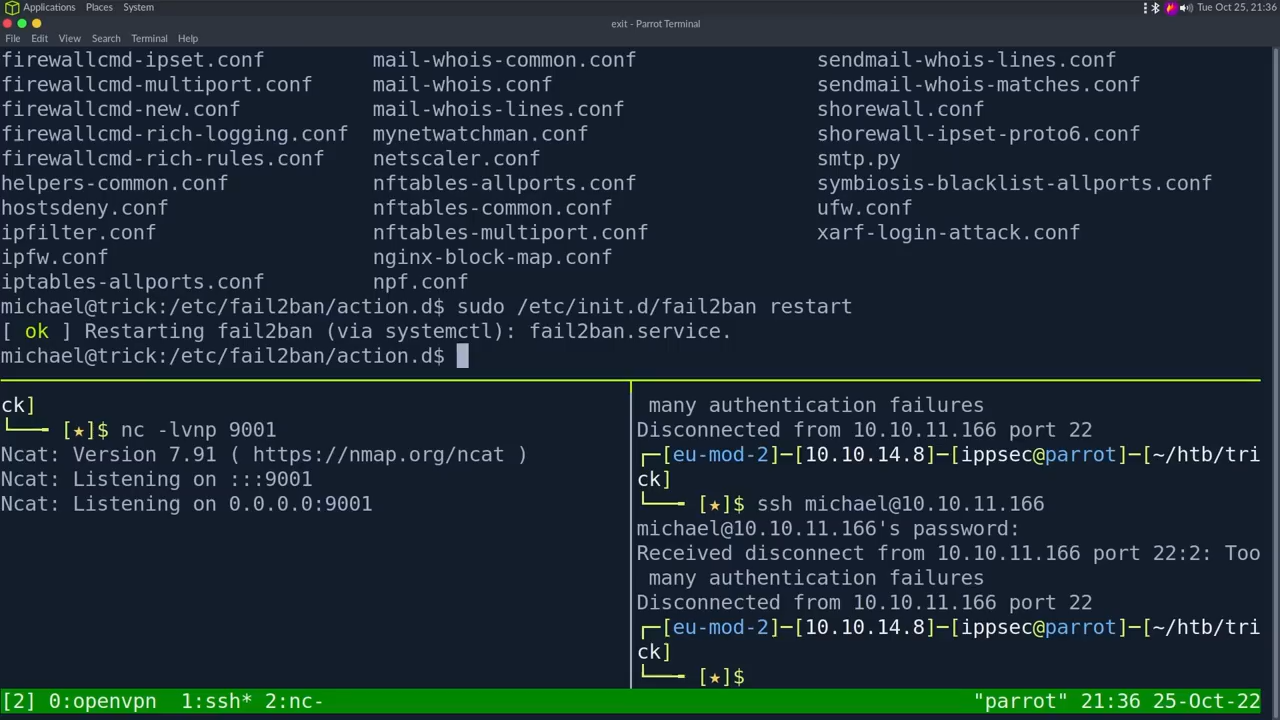 Applications Places System Tue Oct 25, 21:36
exit - Parrot Terminal
File Edit View Search Terminal Help
firewallcmd-ipset.conf mail-whois-common.conf sendmail-whois-lines.conf
firewallcmd-multiport.conf mail-whois.conf sendmail-whois-matches.conf
firewallcmd-new.conf mail-whois-lines.conf shorewall.conf
firewallcmd-rich-logging.conf mynetwatchman.conf shorewall-ipset-proto6.conf
firewallcmd-rich-rules.conf netscaler.conf smtp.py
helpers-common.conf nftables-allports.conf symbiosis-blacklist-allports.conf
hostsdeny.conf nftables-common.conf ufw.conf
ipfilter.conf nftables-multiport.conf xarf-login-attack.conf
ipfw.conf nginx-block-map.conf
iptables-allports.conf npf.conf
michael@trick:/etc/fail2ban/action.d$ sudo /etc/init.d/fail2ban restart
[ ok ] Restarting fail2ban (via systemctl): fail2ban.service.
michael@trick:/etc/fail2ban/action.d$
ck]
└──╼ [★]$ nc -lvnp 9001
Ncat: Version 7.91 ( https://nmap.org/ncat )
Ncat: Listening on :::9001
Ncat: Listening on 0.0.0.0:9001
many authentication failures
Disconnected from 10.10.11.166 port 22
┌─[eu-mod-2]─[10.10.14.8]─[ippsec@parrot]─[~/htb/tri
ck]
└──╼ [★]$ ssh michael@10.10.11.166
michael@10.10.11.166's password:
Received disconnect from 10.10.11.166 port 22:2: Too
many authentication failures
Disconnected from 10.10.11.166 port 22
┌─[eu-mod-2]─[10.10.14.8]─[ippsec@parrot]─[~/htb/tri
ck]
└──╼ [★]$
[2] 0:openvpn 1:ssh* 2:nc- "parrot" 21:36 25-Oct-22